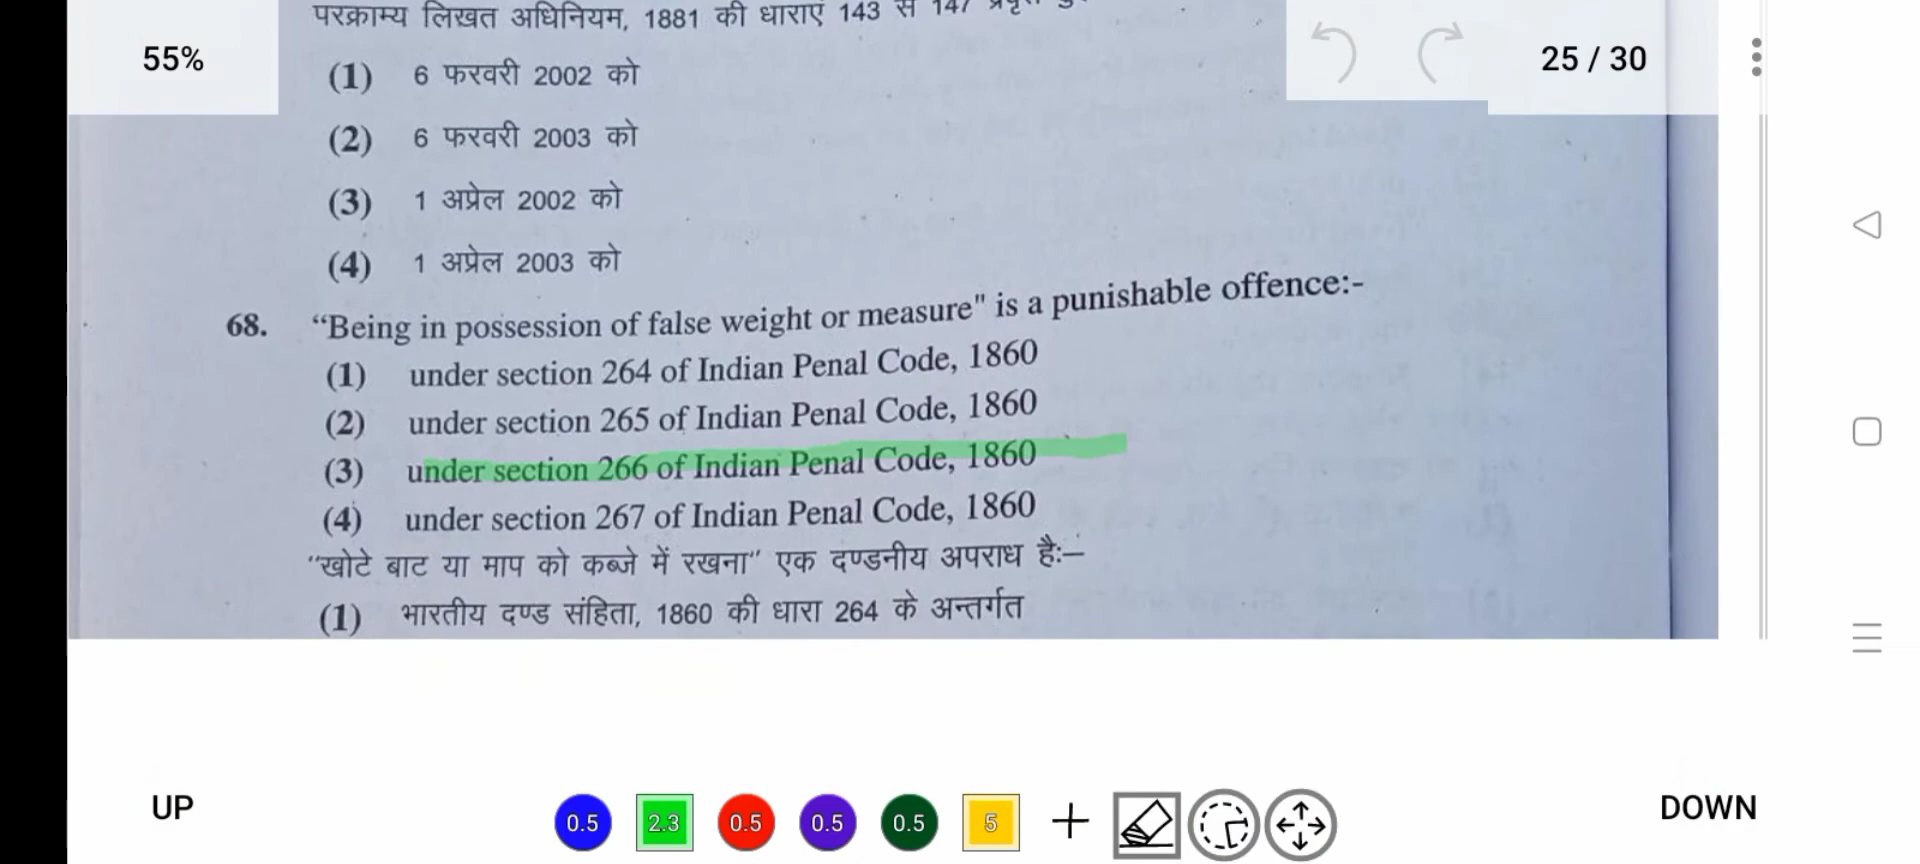 55%
25 / 30
परक्राम्य लिखत अधिनियम, 1881 की धाराएं 143 से 147
(1) 6 फरवरी 2002 को
(2) 6 फरवरी 2003 को
(3) 1 अप्रेल 2002 को
(4) 1 अप्रेल 2003 को
68. “Being in possession of false weight or measure" is a punishable offence:-
(1) under section 264 of Indian Penal Code, 1860
(2) under section 265 of Indian Penal Code, 1860
(3) under section 266 of Indian Penal Code, 1860
(4) under section 267 of Indian Penal Code, 1860
“खोटे बाट या माप को कब्जे में रखना” एक दण्डनीय अपराध है:–
(1) भारतीय दण्ड संहिता, 1860 की धारा 264 के अन्तर्गत
UP
0.5 2.3 0.5 0.5 0.5 5
DOWN